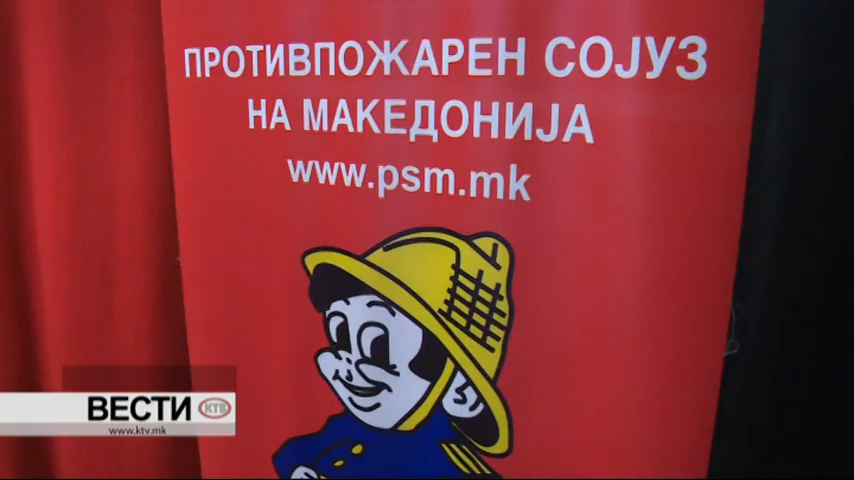 ПРОТИВПОЖАРЕН СОЈУЗ
НА МАКЕДОНИЈА
www.psm.mk
ВЕСТИ КТВ
www.ktv.mk